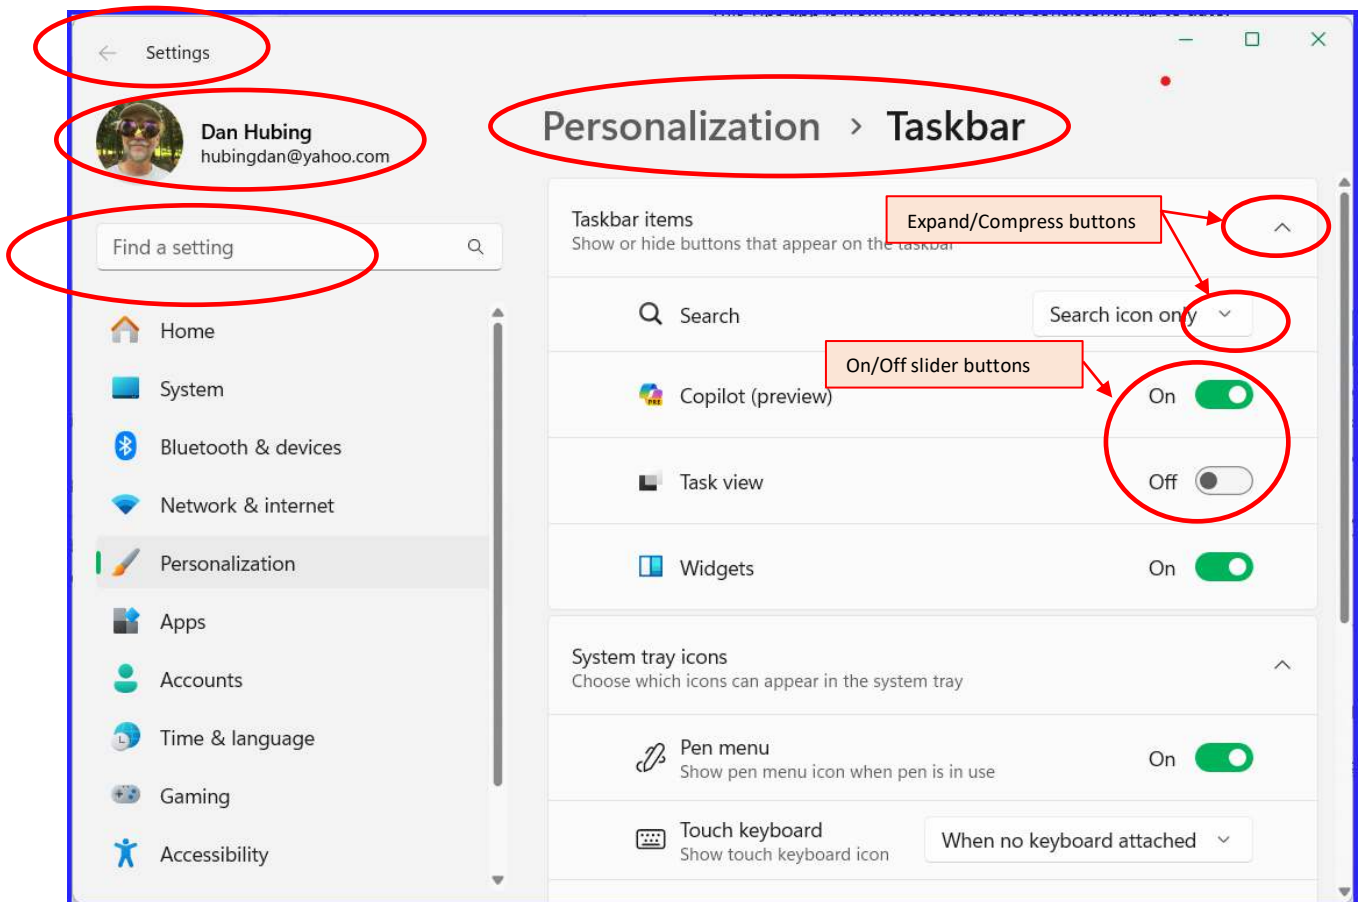 Settings
Dan Hubing
hubingdan@yahoo.com
Find a setting
Home
System
Bluetooth & devices
Network & internet
Personalization
Apps
Accounts
Time & language
Gaming
Accessibility
Personalization > Taskbar
Taskbar items
Show or hide buttons that appear on the taskbar
Expand/Compress buttons
Search
Search icon only
On/Off slider buttons
Copilot (preview)
On
Task view
Off
Widgets
On
System tray icons
Choose which icons can appear in the system tray
Pen menu
Show pen menu icon when pen is in use
On
Touch keyboard
Show touch keyboard icon
When no keyboard attached